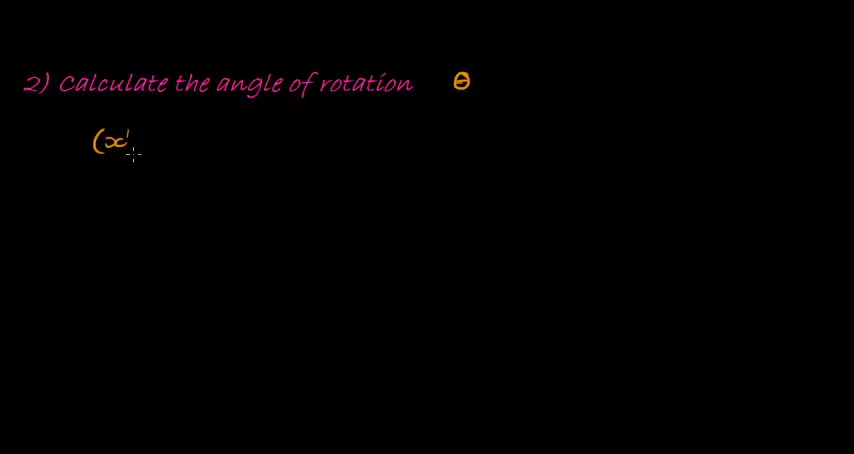 2) Calculate the angle of rotation θ
(x'